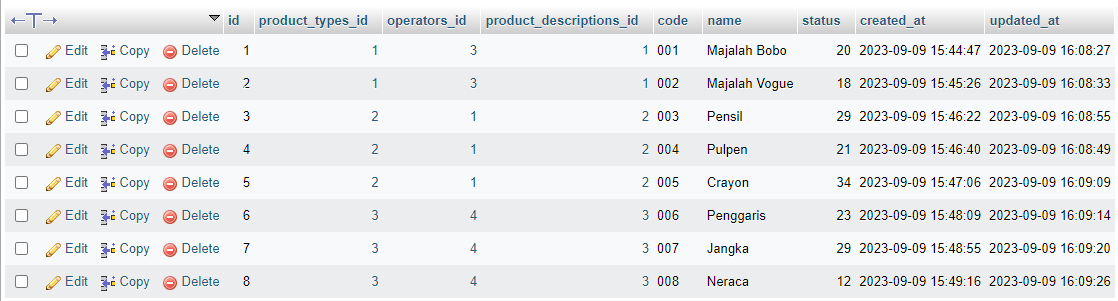 id product_types_id operators_id product_descriptions_id code name status created_at updated_at
Edit Copy Delete 1 1 3 1 001 Majalah Bobo 20 2023-09-09 15:44:47 2023-09-09 16:08:27
Edit Copy Delete 2 1 3 1 002 Majalah Vogue 18 2023-09-09 15:45:26 2023-09-09 16:08:33
Edit Copy Delete 3 2 1 2 003 Pensil 29 2023-09-09 15:46:22 2023-09-09 16:08:55
Edit Copy Delete 4 2 1 2 004 Pulpen 21 2023-09-09 15:46:40 2023-09-09 16:08:49
Edit Copy Delete 5 2 1 2 005 Crayon 34 2023-09-09 15:47:06 2023-09-09 16:09:09
Edit Copy Delete 6 3 4 3 006 Penggaris 23 2023-09-09 15:48:09 2023-09-09 16:09:14
Edit Copy Delete 7 3 4 3 007 Jangka 29 2023-09-09 15:48:55 2023-09-09 16:09:20
Edit Copy Delete 8 3 4 3 008 Neraca 12 2023-09-09 15:49:16 2023-09-09 16:09:26